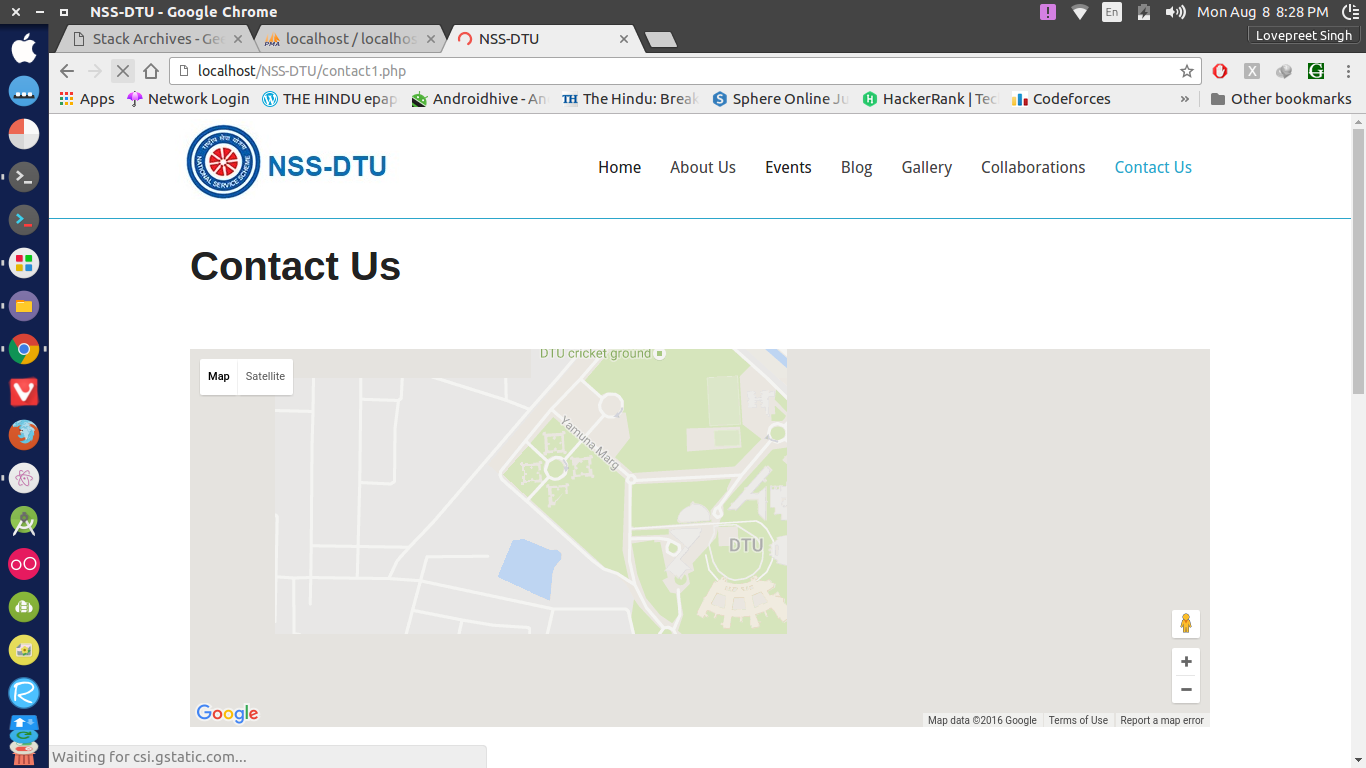 NSS-DTU - Google Chrome
En
Mon Aug 8 8:28 PM
Lovepreet Singh
Stack Archives - Gee
PMA localhost / localhos
NSS-DTU
localhost/NSS-DTU/contact1.php
Apps
Network Login
THE HINDU epap
Androidhive - An
TH The Hindu: Break
Sphere Online Ju
HackerRank | Tec
Codeforces
»
Other bookmarks
NATIONAL SERVICE SCHEME
NSS-DTU
Home
About Us
Events
Blog
Gallery
Collaborations
Contact Us
Contact Us
Map
Satellite
DTU cricket ground
Yamuna Marg
DTU
Google
Map data ©2016 Google
Terms of Use
Report a map error
Waiting for csi.gstatic.com...